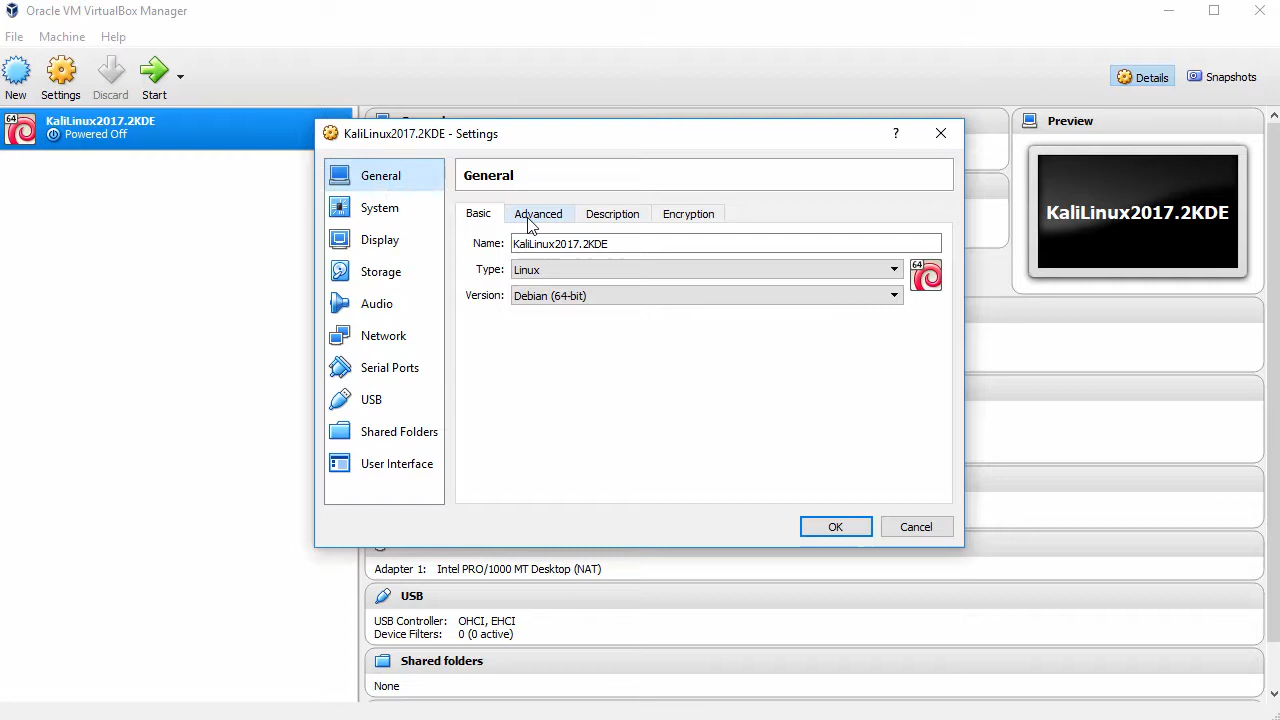 Oracle VM VirtualBox Manager
File Machine Help
New Settings Discard Start
Details Snapshots
64 KaliLinux2017.2KDE
Powered Off
Preview
KaliLinux2017.2KDE
KaliLinux2017.2KDE - Settings
?
General
System
Display
Storage
Audio
Network
Serial Ports
USB
Shared Folders
User Interface
General
Basic Advanced Description Encryption
Name: KaliLinux2017.2KDE
Type: Linux
64
Version: Debian (64-bit)
OK Cancel
Adapter 1: Intel PRO/1000 MT Desktop (NAT)
USB
USB Controller: OHCI, EHCI
Device Filters: 0 (0 active)
Shared folders
None